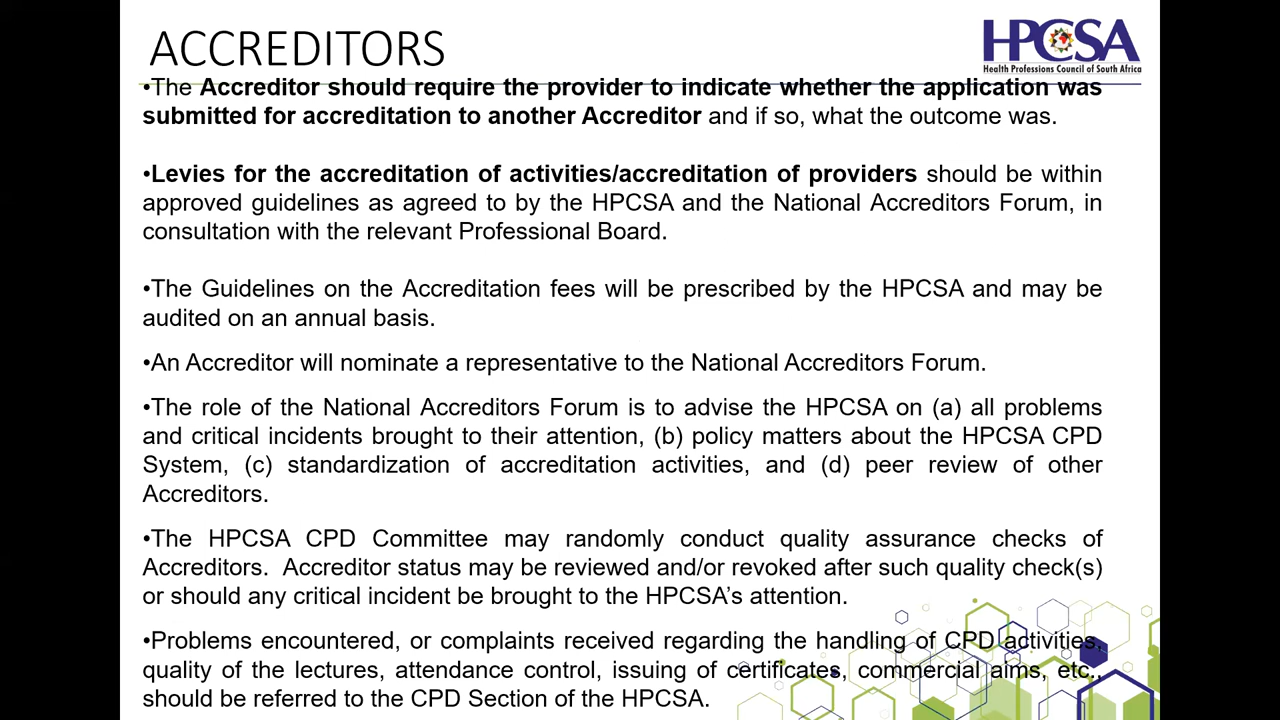 ACCREDITORS
HPCSA
Health Professions Council of South Africa
•The Accreditor should require the provider to indicate whether the application was
submitted for accreditation to another Accreditor and if so, what the outcome was.
•Levies for the accreditation of activities/accreditation of providers should be within
approved guidelines as agreed to by the HPCSA and the National Accreditors Forum, in
consultation with the relevant Professional Board.
•The Guidelines on the Accreditation fees will be prescribed by the HPCSA and may be
audited on an annual basis.
•An Accreditor will nominate a representative to the National Accreditors Forum.
•The role of the National Accreditors Forum is to advise the HPCSA on (a) all problems
and critical incidents brought to their attention, (b) policy matters about the HPCSA CPD
System, (c) standardization of accreditation activities, and (d) peer review of other
Accreditors.
•The HPCSA CPD Committee may randomly conduct quality assurance checks of
Accreditors.  Accreditor status may be reviewed and/or revoked after such quality check(s)
or should any critical incident be brought to the HPCSA’s attention.
•Problems encountered, or complaints received regarding the handling of CPD activities,
quality of the lectures, attendance control, issuing of certificates, commercial aims, etc.,
should be referred to the CPD Section of the HPCSA.